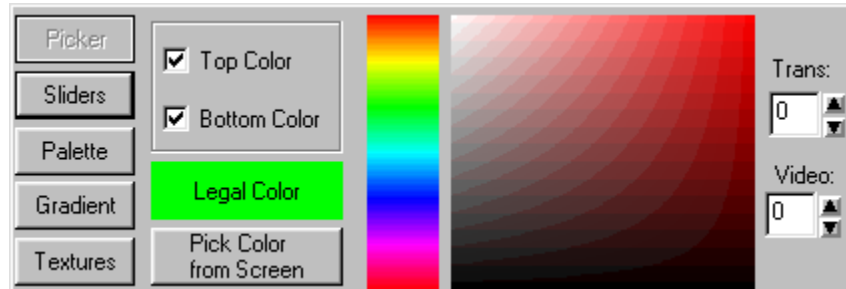 Picker
Sliders
Palette
Gradient
Textures
Top Color
Bottom Color
Legal Color
Pick Color
from Screen
Trans:
0
Video:
0